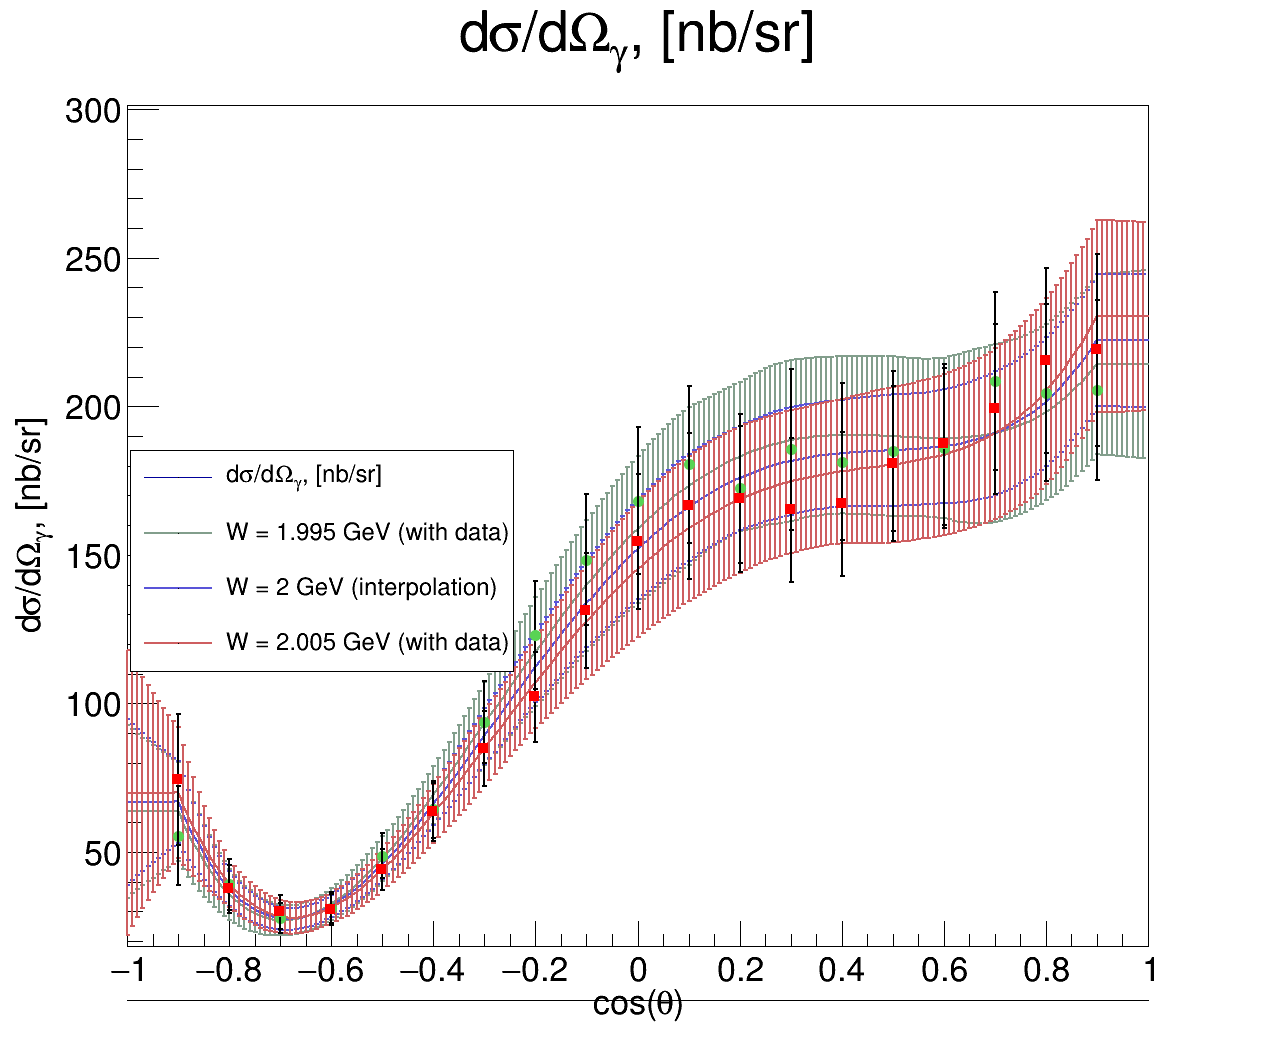 dσ/dΩγ, [nb/sr]
300
250
200
150
100
50
dσ/dΩγ, [nb/sr]
dσ/dΩγ, [nb/sr]
W = 1.995 GeV (with data)
W = 2 GeV (interpolation)
W = 2.005 GeV (with data)
−1 −0.8 −0.6 −0.4 −0.2 0 0.2 0.4 0.6 0.8 1
cos(θ)